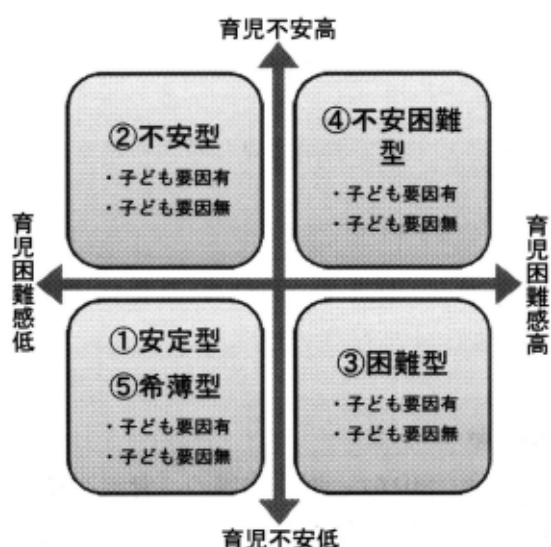 育児不安高
②不安型
・子ども要因有
・子ども要因無
④不安困難
型
・子ども要因有
・子ども要因無
育児困難感低
育児困難感高
①安定型
⑤希薄型
・子ども要因有
・子ども要因無
③困難型
・子ども要因有
・子ども要因無
育児不安低